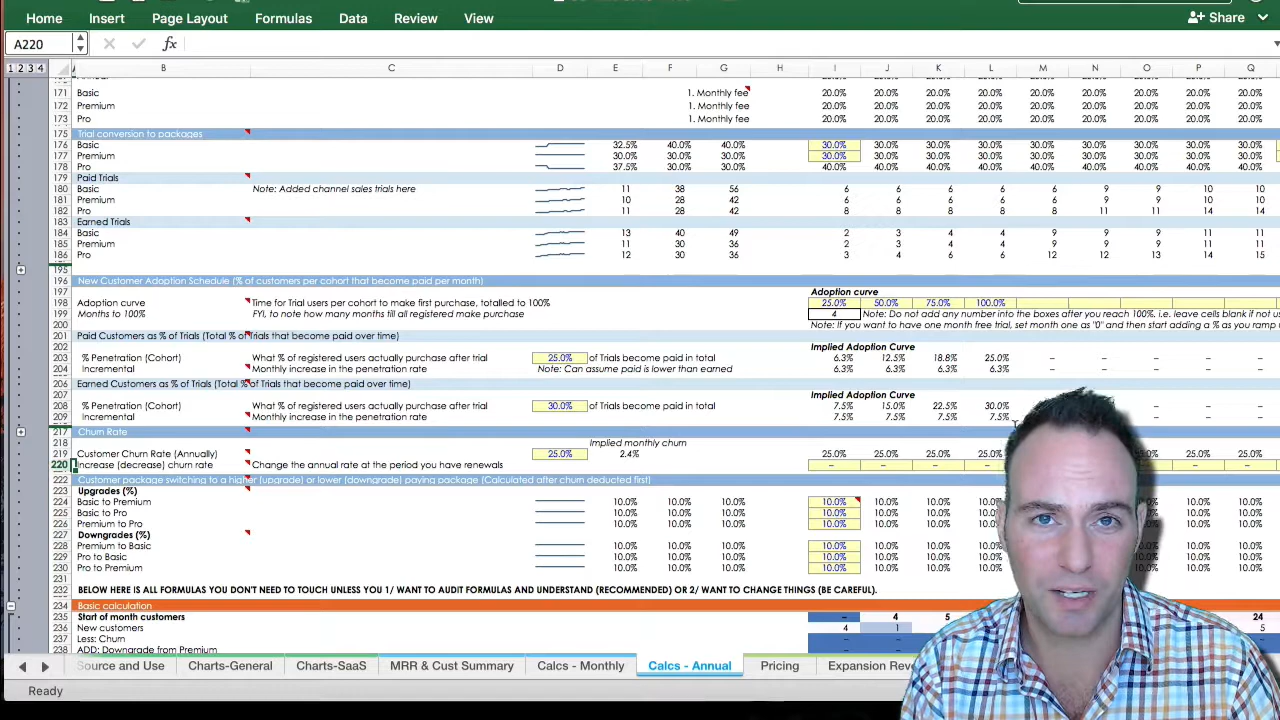 Home Insert Page Layout Formulas Data Review View Share
A220 fx
1 2 3 4 A B C D E F G H I J K L M N O P Q
171 Basic 1. Monthly fee 20.0% 20.0% 20.0% 20.0% 20.0% 20.0% 20.0% 20.0% 20.0%
172 Premium 1. Monthly fee 20.0% 20.0% 20.0% 20.0% 20.0% 20.0% 20.0% 20.0% 20.0%
173 Pro 1. Monthly fee 20.0% 20.0% 20.0% 20.0% 20.0% 20.0% 20.0% 20.0% 20.0%
175 Trial conversion to packages
176 Basic 32.5% 40.0% 40.0% 30.0% 30.0% 30.0% 30.0% 30.0% 30.0% 30.0% 30.0% 30.0%
177 Premium 30.0% 30.0% 30.0% 30.0% 30.0% 30.0% 30.0% 30.0% 30.0% 30.0% 30.0% 30.0%
178 Pro 37.5% 30.0% 30.0% 40.0% 40.0% 40.0% 40.0% 40.0% 40.0% 40.0% 40.0% 40.0%
179 Paid Trials
180 Basic Note: Added channel sales trials here 11 38 56 6 6 6 6 6 9 9 10 10
181 Premium 10 28 42 6 6 6 6 6 9 9 10 10
182 Pro 11 28 42 8 8 8 8 8 11 11 14 14
183 Earned Trials
184 Basic 13 40 49 2 3 4 4 9 9 9 11 11
185 Premium 11 30 36 2 3 4 4 9 9 9 11 11
186 Pro 12 30 36 3 4 6 6 12 12 13 14 15
195
196 New Customer Adoption Schedule (% of customers per cohort that become paid per month)
197 Adoption curve
198 Adoption curve Time for Trial users per cohort to make first purchase, totalled to 100% 25.0% 50.0% 75.0% 100.0%
199 Months to 100% FYI, to note how many months till all registered make purchase 4 Note: Do not add any number into the boxes after you reach 100%. i.e. leave cells blank if not us
200 Note: If you want to have one month free trial, set month one as "0" and then start adding a % as you ramp
201 Paid Customers as % of Trials (Total % of Trials that become paid over time)
202 Implied Adoption Curve
203 % Penetration (Cohort) What % of registered users actually purchase after trial 25.0% of Trials become paid in total 6.3% 12.5% 18.8% 25.0% – – – – –
204 Incremental Monthly increase in the penetration rate Note: Can assume paid is lower than earned 6.3% 6.3% 6.3% 6.3% – – – – –
206 Earned Customers as % of Trials (Total % of Trials that become paid over time)
207 Implied Adoption Curve
208 % Penetration (Cohort) What % of registered users actually purchase after trial 30.0% of Trials become paid in total 7.5% 15.0% 22.5% 30.0% – – –
209 Incremental Monthly increase in the penetration rate 7.5% 7.5% 7.5% 7.5% – – –
217 Churn Rate
218 Implied monthly churn
219 Customer Churn Rate (Annually) 25.0% 2.4% 25.0% 25.0% 25.0% 25.0% 25.0% 25.0% 25.0%
220 Increase (decrease) churn rate Change the annual rate at the period you have renewals – – – – – – –
222 Customer package switching to a higher (upgrade) or lower (downgrade) paying package (Calculated after churn deducted first)
223 Upgrades (%)
224 Basic to Premium 10.0% 10.0% 10.0% 10.0% 10.0% 10.0% 10.0% 10.0% 10.0% 10.0%
225 Basic to Pro 10.0% 10.0% 10.0% 10.0% 10.0% 10.0% 10.0% 10.0% 10.0% 10.0%
226 Premium to Pro 10.0% 10.0% 10.0% 10.0% 10.0% 10.0% 10.0% 10.0% 10.0%
227 Downgrades (%)
228 Premium to Basic 10.0% 10.0% 10.0% 10.0% 10.0% 10.0% 10.0% 10.0% 10.0%
229 Pro to Basic 10.0% 10.0% 10.0% 10.0% 10.0% 10.0% 10.0% 10.0% 10.0%
230 Pro to Premium 10.0% 10.0% 10.0% 10.0% 10.0% 10.0% 10.0% 10.0% 10.0%
231
232 BELOW HERE IS ALL FORMULAS YOU DON'T NEED TO TOUCH UNLESS YOU 1/ WANT TO AUDIT FORMULAS AND UNDERSTAND (RECOMMENDED) OR 2/ WANT TO CHANGE THINGS (BE CAREFUL).
234 Basic calculation
235 Start of month customers – 4 5 24
236 New customers 4 1 5
237 Less: Churn – – – –
238 ADD: Downgrade from Premium – – – –
Source and Use Charts-General Charts-SaaS MRR & Cust Summary Calcs - Monthly Calcs - Annual Pricing Expansion Rev
Ready